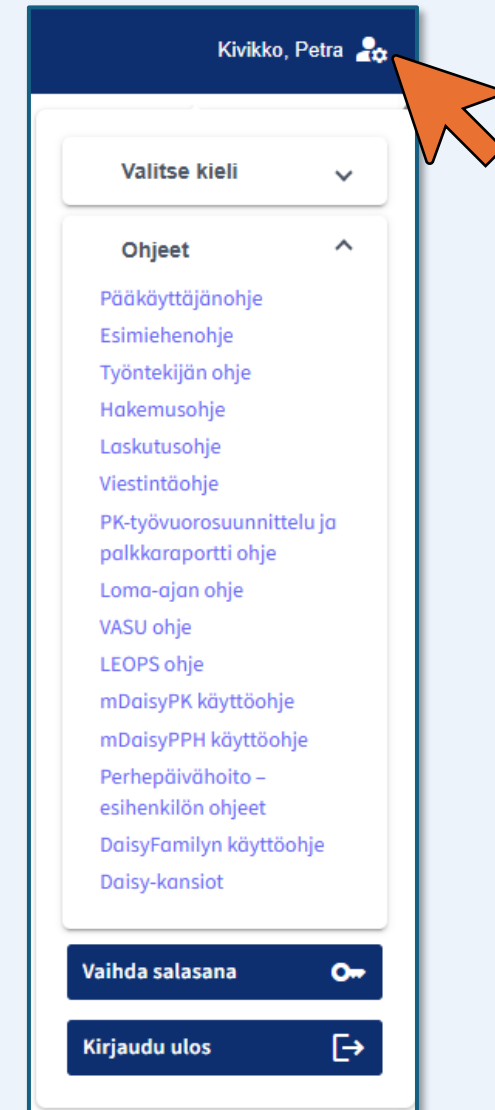 Kivikko, Petra
Valitse kieli
Ohjeet
Pääkäyttäjänohje
Esimiehenohje
Työntekijän ohje
Hakemusohje
Laskutusohje
Viestintäohje
PK-työvuorosuunnittelu ja
palkkaraportti ohje
Loma-ajan ohje
VASU ohje
LEOPS ohje
mDaisyPK käyttöohje
mDaisyPPH käyttöohje
Perhepäivähoito –
esihenkilön ohjeet
DaisyFamilyn käyttöohje
Daisy-kansiot
Vaihda salasana
Kirjaudu ulos